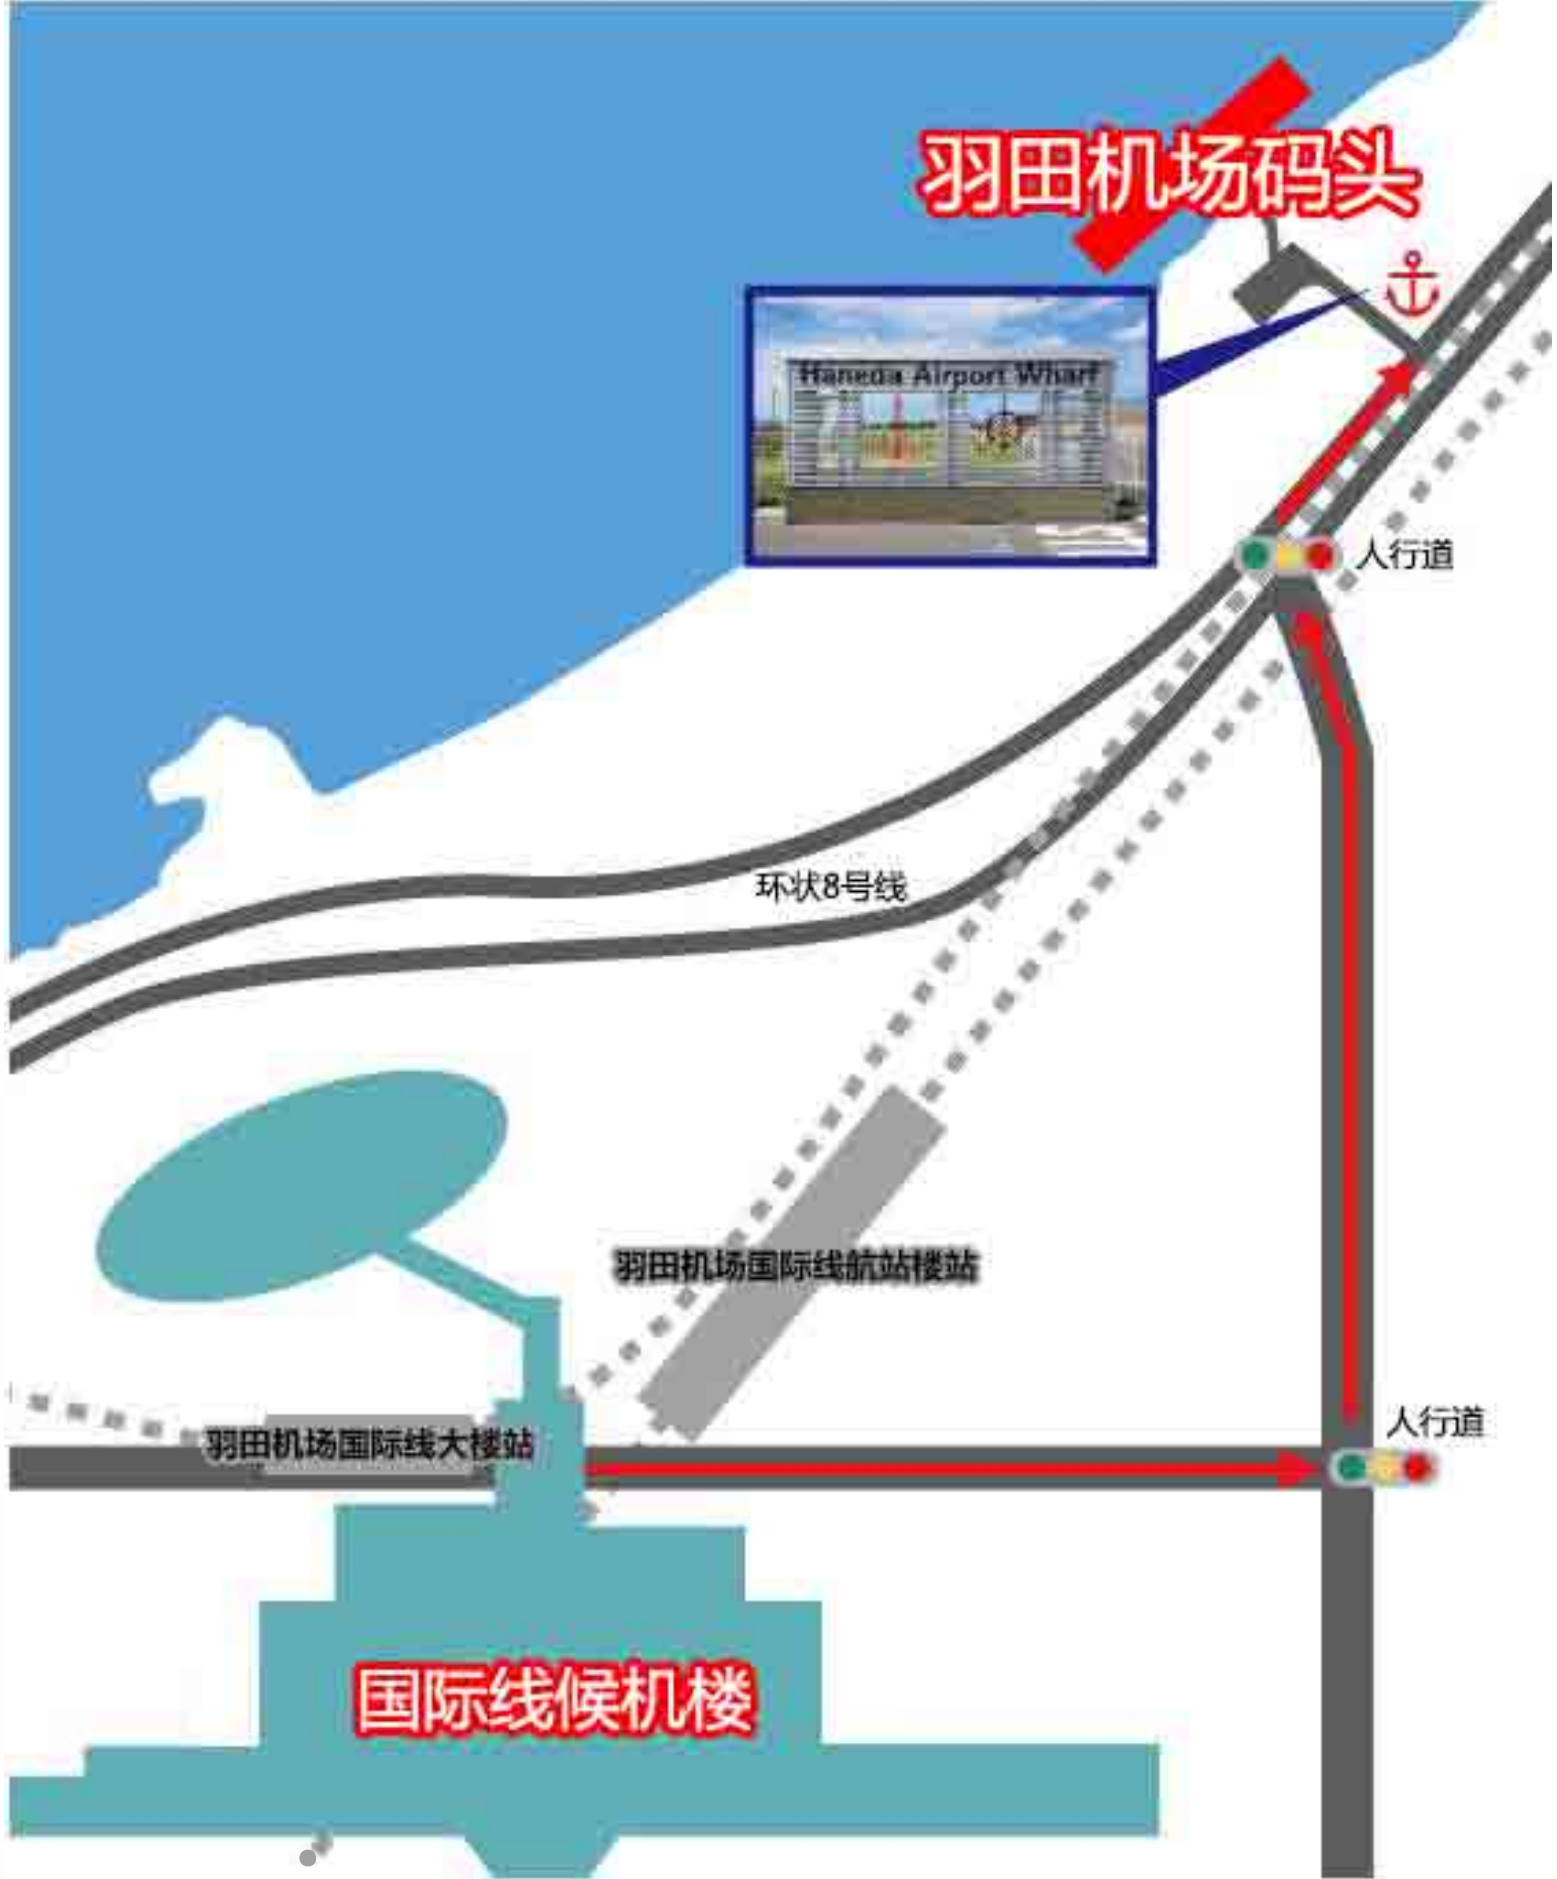 羽田机场码头
Haneda Airport Wharf
人行道
环状8号线
羽田机场国际线航站楼站
人行道
羽田机场国际线大楼站
国际线候机楼